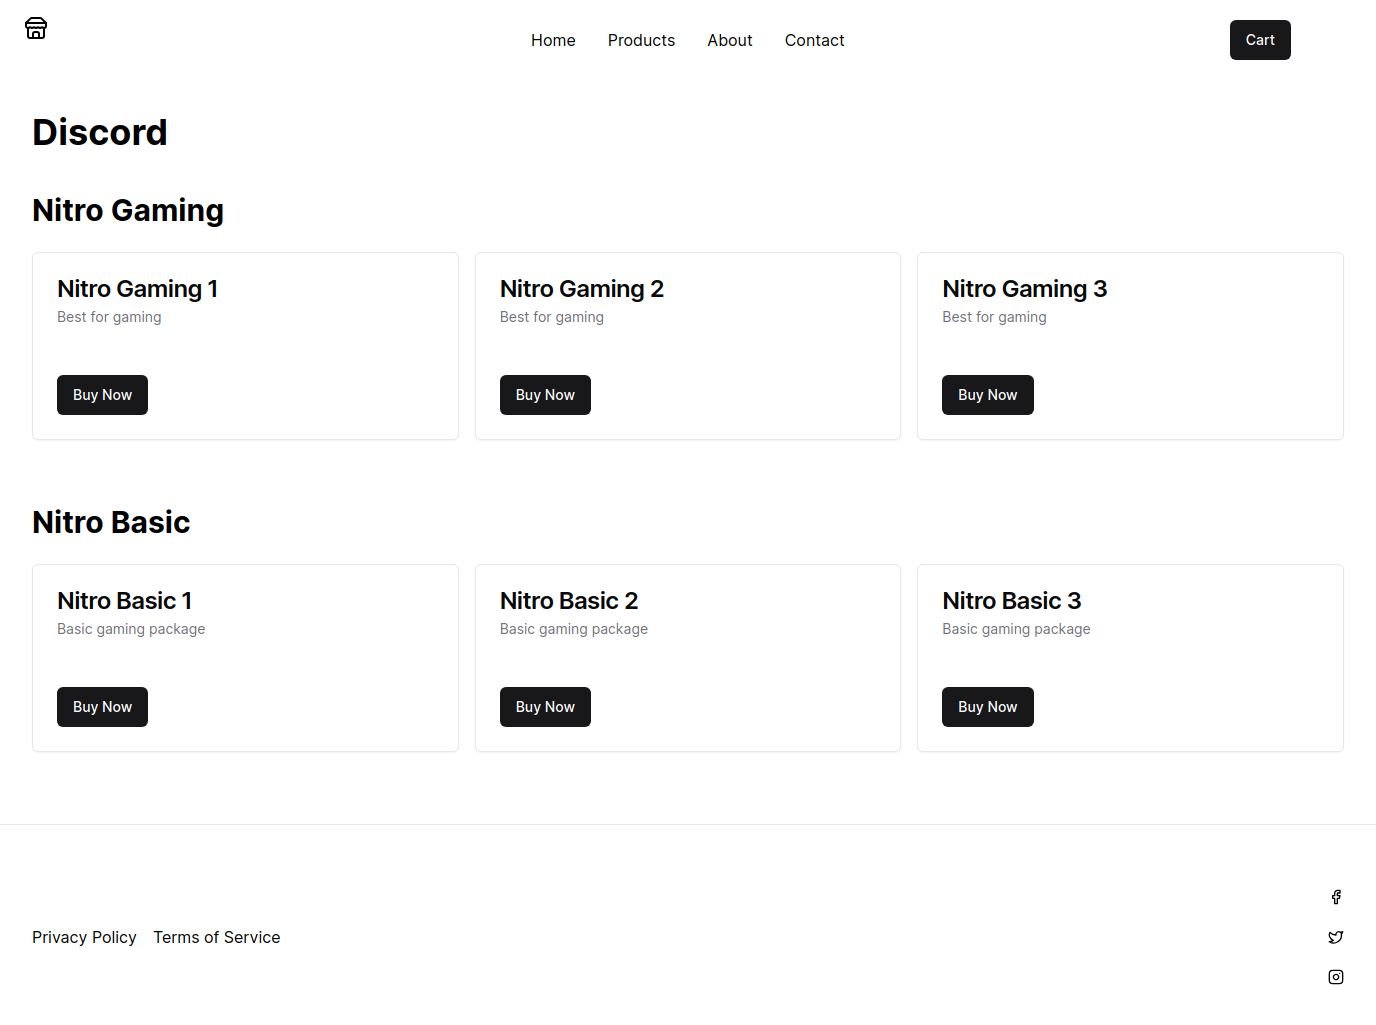 Home Products About Contact Cart
Discord
Nitro Gaming
Nitro Gaming 1 Nitro Gaming 2 Nitro Gaming 3
Best for gaming Best for gaming Best for gaming
Buy Now Buy Now Buy Now
Nitro Basic
Nitro Basic 1 Nitro Basic 2 Nitro Basic 3
Basic gaming package Basic gaming package Basic gaming package
Buy Now Buy Now Buy Now
Privacy Policy Terms of Service